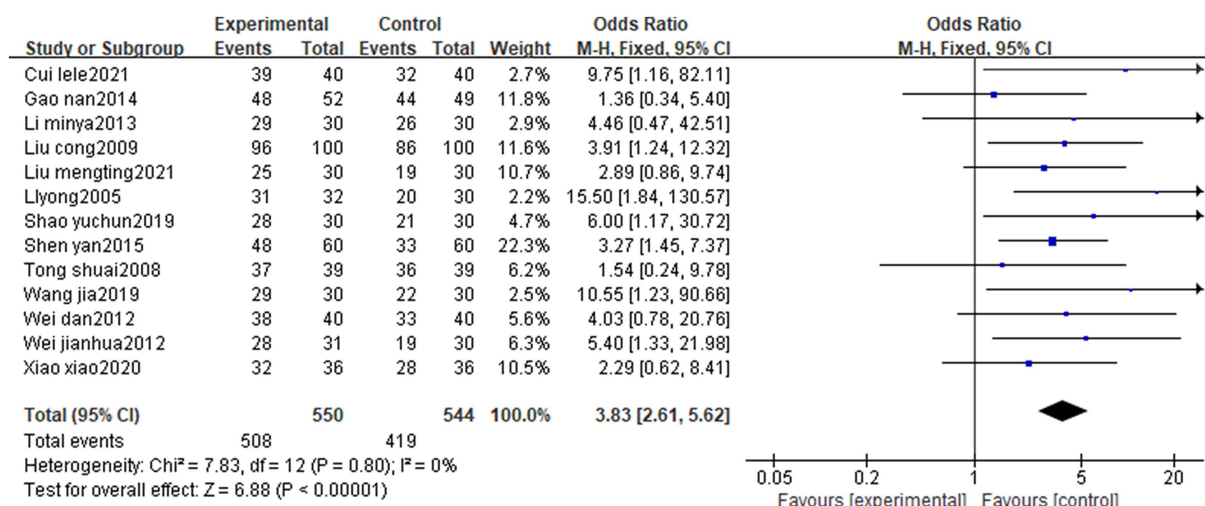 Experimental Control Odds Ratio Odds Ratio
Study or Subgroup Events Total Events Total Weight M-H, Fixed, 95% CI M-H, Fixed, 95% CI
Cui lele2021 39 40 32 40 2.7% 9.75 [1.16, 82.11]
Gao nan2014 48 52 44 49 11.8% 1.36 [0.34, 5.40]
Li minya2013 29 30 26 30 2.9% 4.46 [0.47, 42.51]
Liu cong2009 96 100 86 100 11.6% 3.91 [1.24, 12.32]
Liu mengting2021 25 30 19 30 10.7% 2.89 [0.86, 9.74]
LIyong2005 31 32 20 30 2.2% 15.50 [1.84, 130.57]
Shao yuchun2019 28 30 21 30 4.7% 6.00 [1.17, 30.72]
Shen yan2015 48 60 33 60 22.3% 3.27 [1.45, 7.37]
Tong shuai2008 37 39 36 39 6.2% 1.54 [0.24, 9.78]
Wang jia2019 29 30 22 30 2.5% 10.55 [1.23, 90.66]
Wei dan2012 38 40 33 40 5.6% 4.03 [0.78, 20.76]
Wei jianhua2012 28 31 19 30 6.3% 5.40 [1.33, 21.98]
Xiao xiao2020 32 36 28 36 10.5% 2.29 [0.62, 8.41]
Total (95% CI) 550 544 100.0% 3.83 [2.61, 5.62]
Total events 508 419
Heterogeneity: Chi² = 7.83, df = 12 (P = 0.80); I² = 0%
Test for overall effect: Z = 6.88 (P < 0.00001)
0.05 0.2 1 5 20
Favours [experimental] Favours [control]